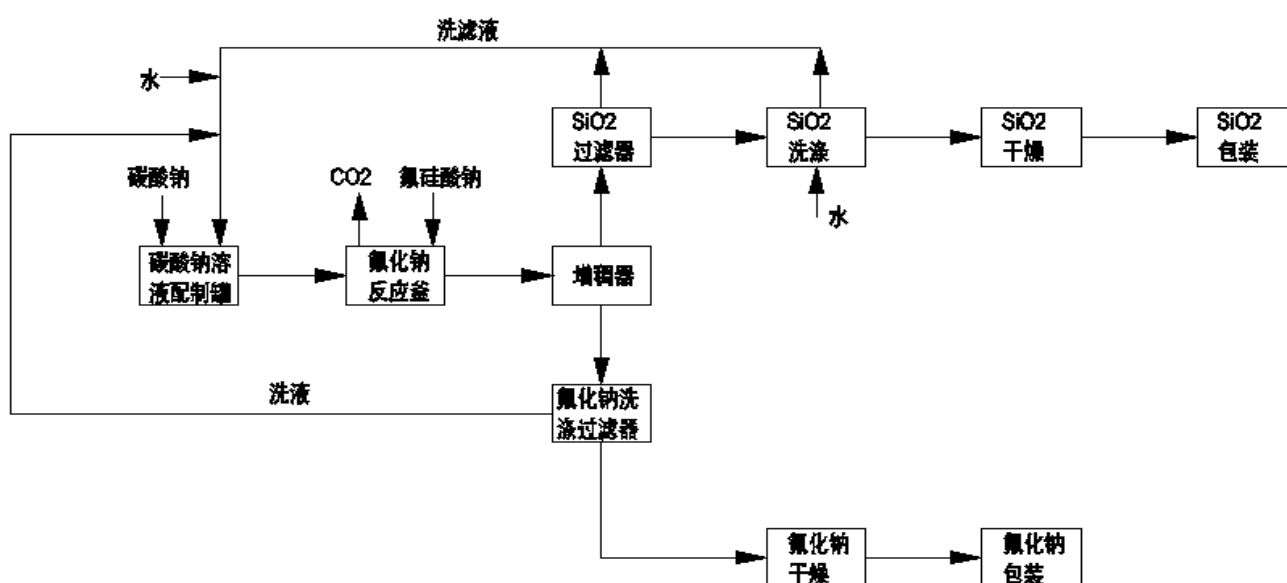 洗滤液
水
SiO2
过滤器
SiO2
洗涤
SiO2
干燥
SiO2
包装
碳酸钠
CO2
氟硅酸钠
水
碳酸钠溶
液配制罐
氟化钠
反应釜
增稠器
洗液
氟化钠洗
涤过滤器
氟化钠
干燥
氟化钠
包装